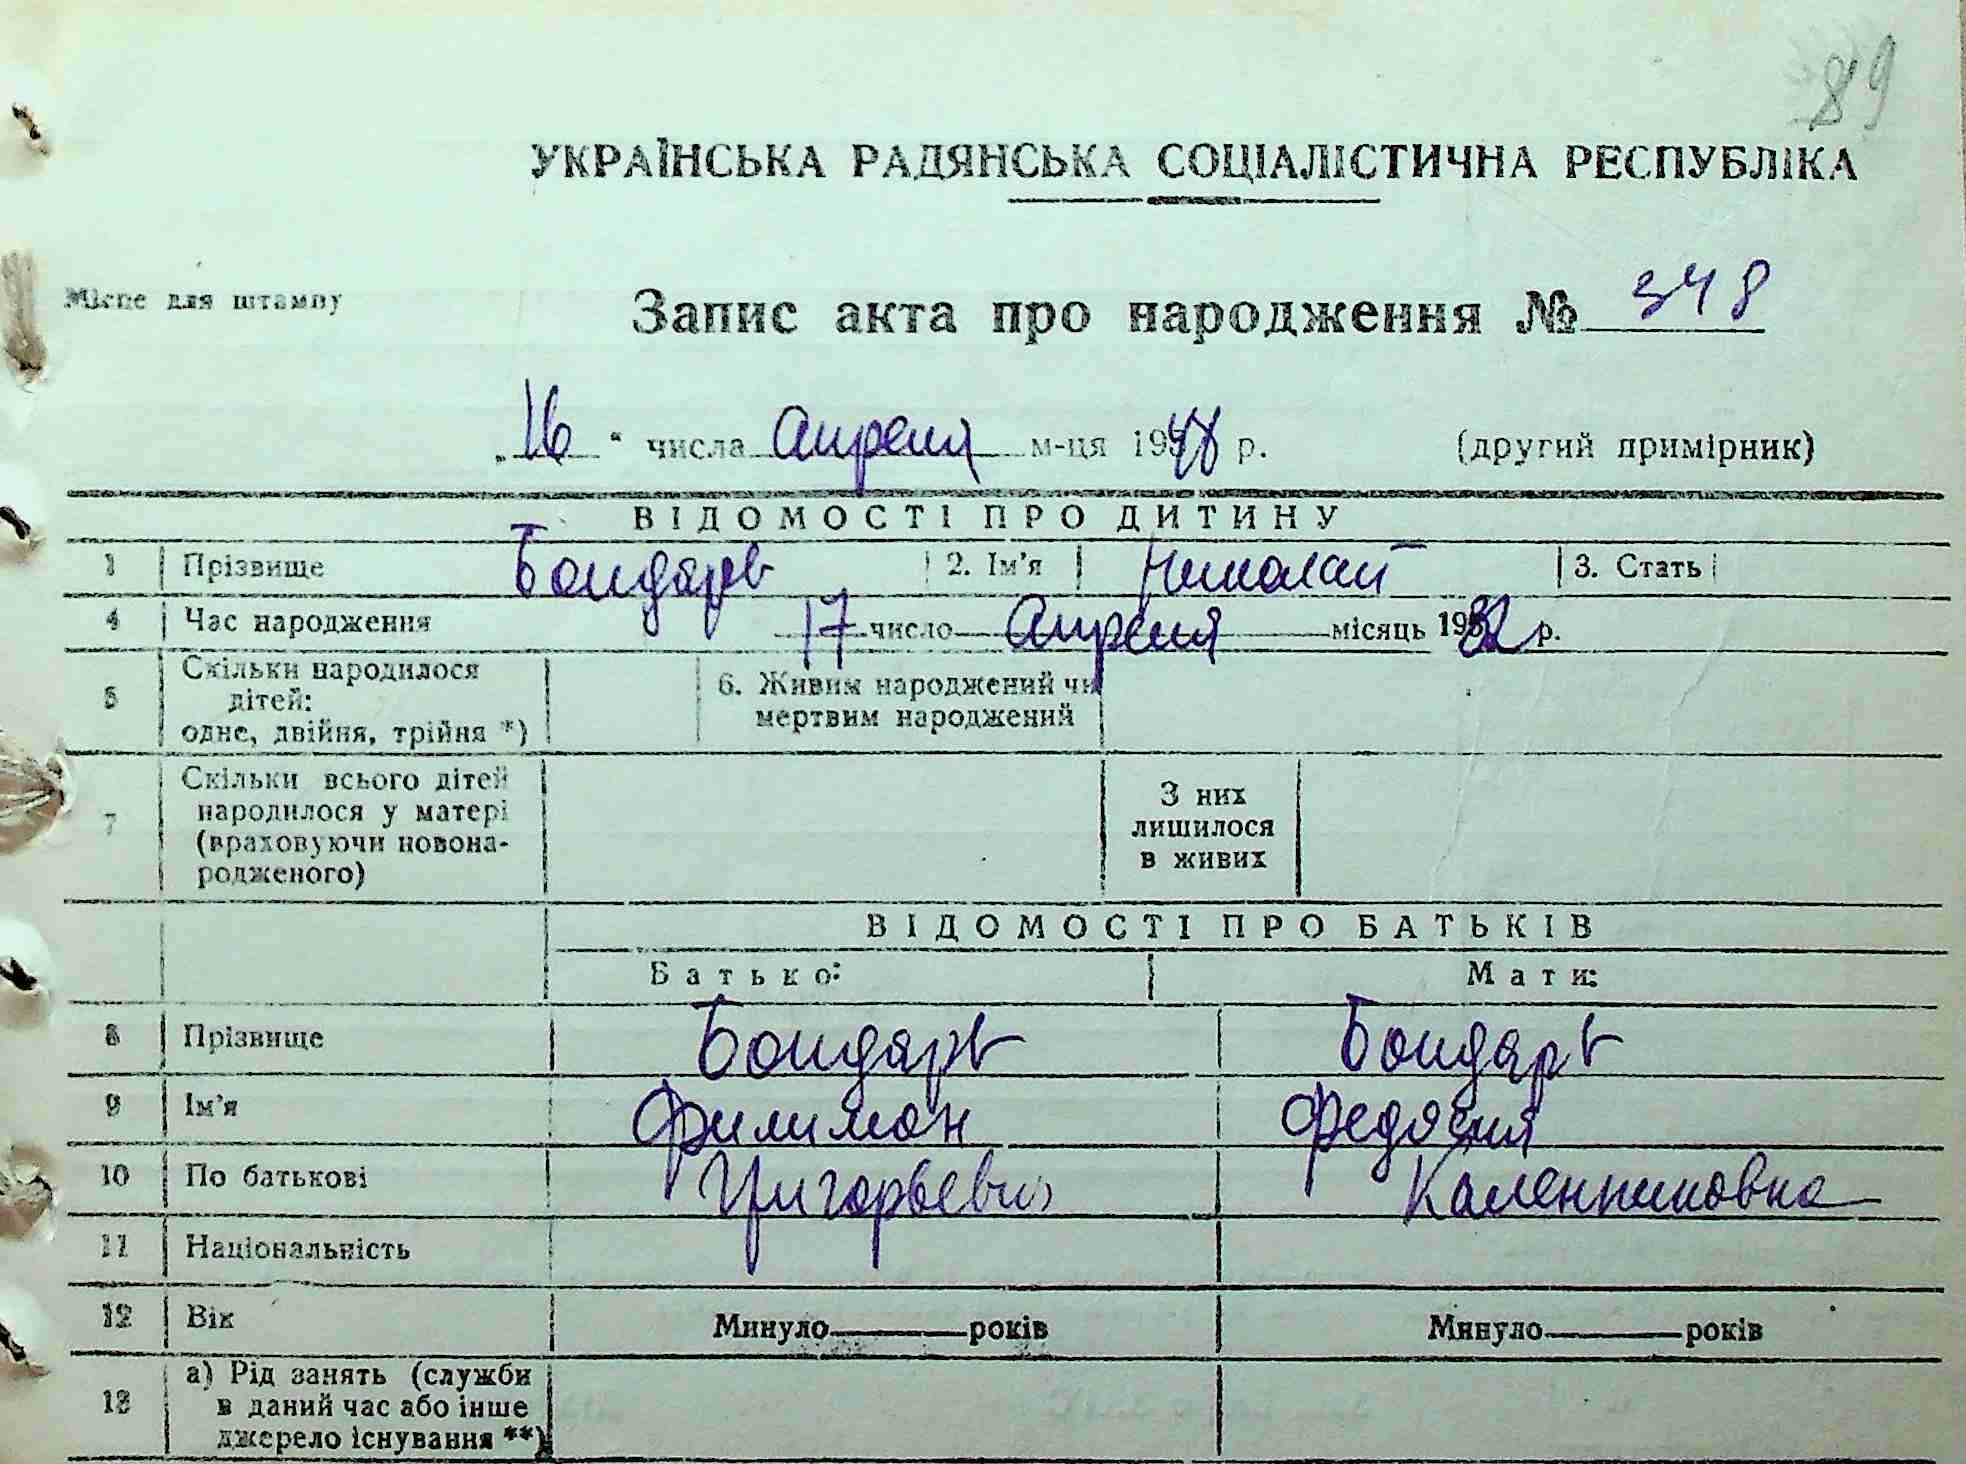 89
УКРАЇНСЬКА РАДЯНСЬКА СОЦІАЛІСТИЧНА РЕСПУБЛІКА
Місце для штампу
Запис акта про народження № 348
„16“ числа Апреля м-ця 1948 р. (другий примірник)
ВІДОМОСТІ ПРО ДИТИНУ
1 Прізвище Бондарь 2. Ім'я Николай 3. Стать
4 Час народження 17 число Апреля місяць 1932 р.
5 Скільки народилося дітей: одне, двійня, трійня *) 6. Живим народжений чи мертвим народжений
7 Скільки всього дітей народилося у матері (враховуючи новонародженого) З них лишилося в живих
ВІДОМОСТІ ПРО БАТЬКІВ
Батько: Мати:
8 Прізвище Бондарь Бондарь
9 Ім'я Филимон
10 По батькові Григорьевич
11 Національність
12 Вік Минуло років Минуло років
13 а) Рід занять (служби в даний час або інше джерело існування **)